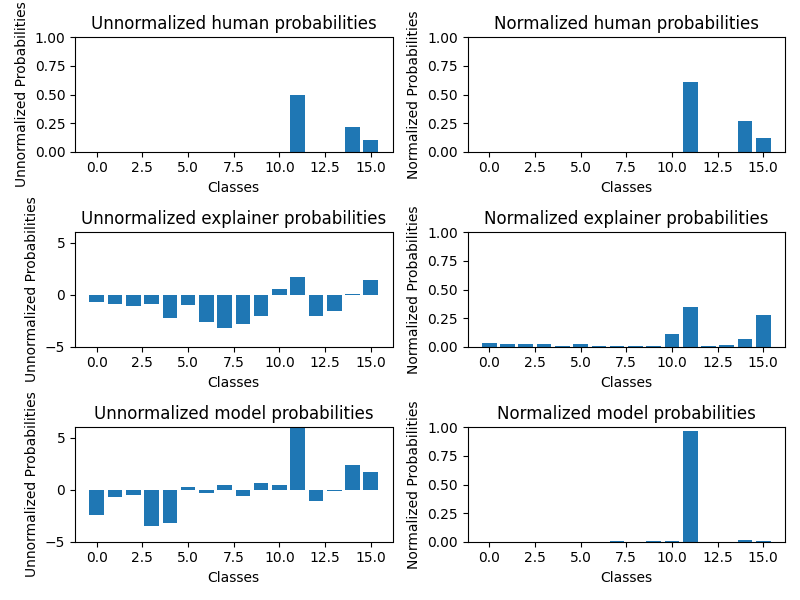 Unnormalized human probabilities
Unnormalized Probabilities
1.00
0.75
0.50
0.25
0.00
0.0 2.5 5.0 7.5 10.0 12.5 15.0
Classes
Normalized human probabilities
Normalized Probabilities
1.00
0.75
0.50
0.25
0.00
0.0 2.5 5.0 7.5 10.0 12.5 15.0
Classes
Unnormalized explainer probabilities
Unnormalized Probabilities
5
0
−5
0.0 2.5 5.0 7.5 10.0 12.5 15.0
Classes
Normalized explainer probabilities
Normalized Probabilities
1.00
0.75
0.50
0.25
0.00
0.0 2.5 5.0 7.5 10.0 12.5 15.0
Classes
Unnormalized model probabilities
Unnormalized Probabilities
5
0
−5
0.0 2.5 5.0 7.5 10.0 12.5 15.0
Classes
Normalized model probabilities
Normalized Probabilities
1.00
0.75
0.50
0.25
0.00
0.0 2.5 5.0 7.5 10.0 12.5 15.0
Classes